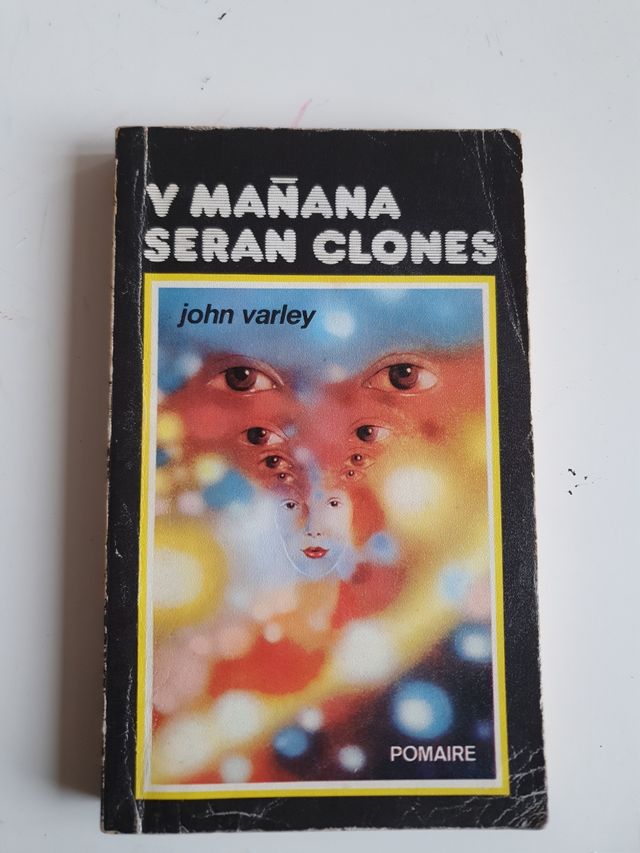 Y MAÑANA
SERAN CLONES
john varley
POMAIRE